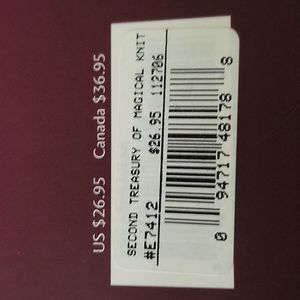 US $26.95 Canada $36.95
SECOND TREASURY OF MAGICAL KNIT
#E7412 $26.95 112706
0 94717 48178 8